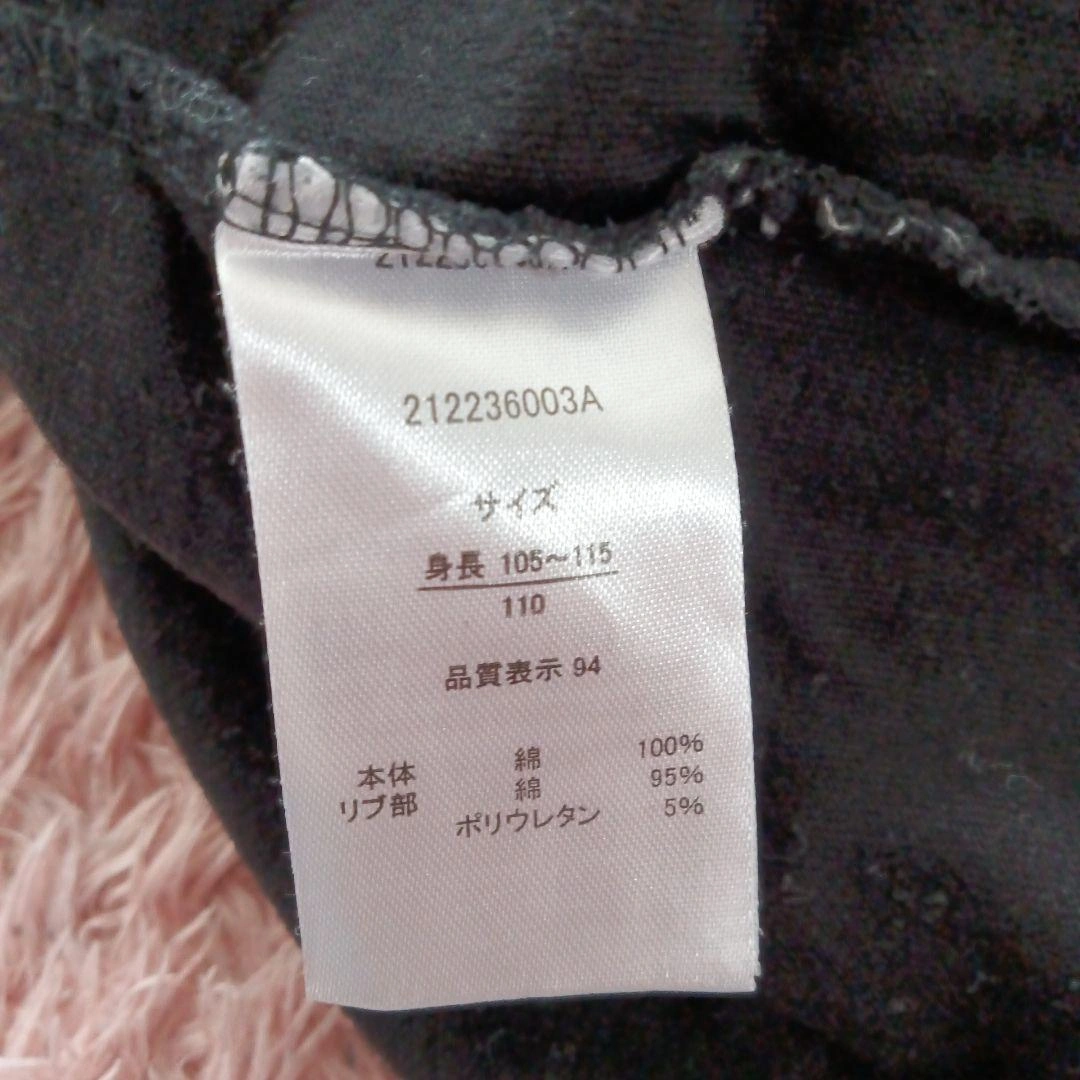 212236003A
サイズ
身長 105～115
110
品質表示 94
本体 綿 100%
リブ部 綿 95%
ポリウレタン 5%